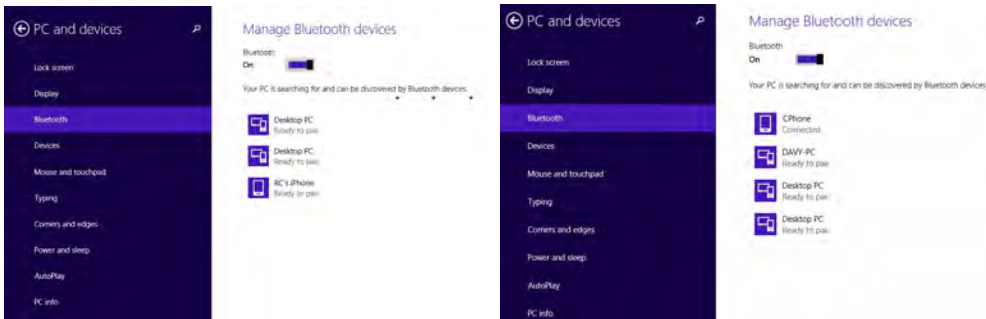 PC and devices
Lock screen
Display
Bluetooth
Devices
Mouse and touchpad
Typing
Corners and edges
Power and sleep
AutoPlay
PC info
Manage Bluetooth devices
Bluetooth
On
Your PC is searching for and can be discovered by Bluetooth devices.
Desktop PC
Ready to pair
Desktop PC
Ready to pair
RC's iPhone
Ready to pair
PC and devices
Lock screen
Display
Bluetooth
Devices
Mouse and touchpad
Typing
Corners and edges
Power and sleep
AutoPlay
PC info
Manage Bluetooth devices
Bluetooth
On
Your PC is searching for and can be discovered by Bluetooth devices
CPhone
Connected
DAVY-PC
Ready to pair
Desktop PC
Ready to pair
Desktop PC
Ready to pair